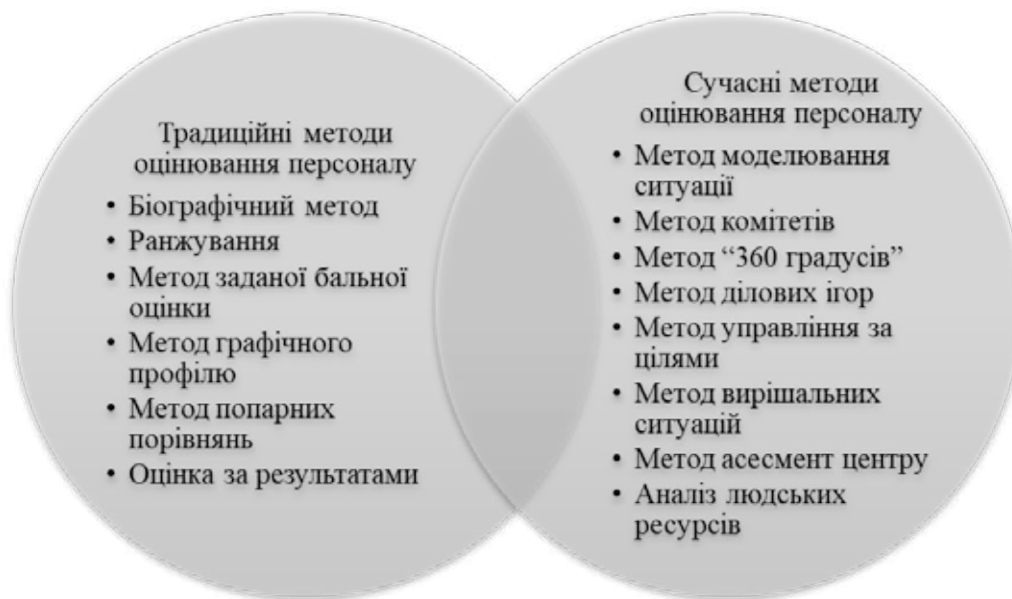 Традиційні методи
оцінювання персоналу
• Біографічний метод
• Ранжування
• Метод заданої бальної
оцінки
• Метод графічного
профілю
• Метод попарних
порівнянь
• Оцінка за результатами
Сучасні методи
оцінювання персоналу
• Метод моделювання
ситуації
• Метод комітетів
• Метод “360 градусів”
• Метод ділових ігор
• Метод управління за
цілями
• Метод вирішальних
ситуацій
• Метод асесмент центру
• Аналіз людських
ресурсів